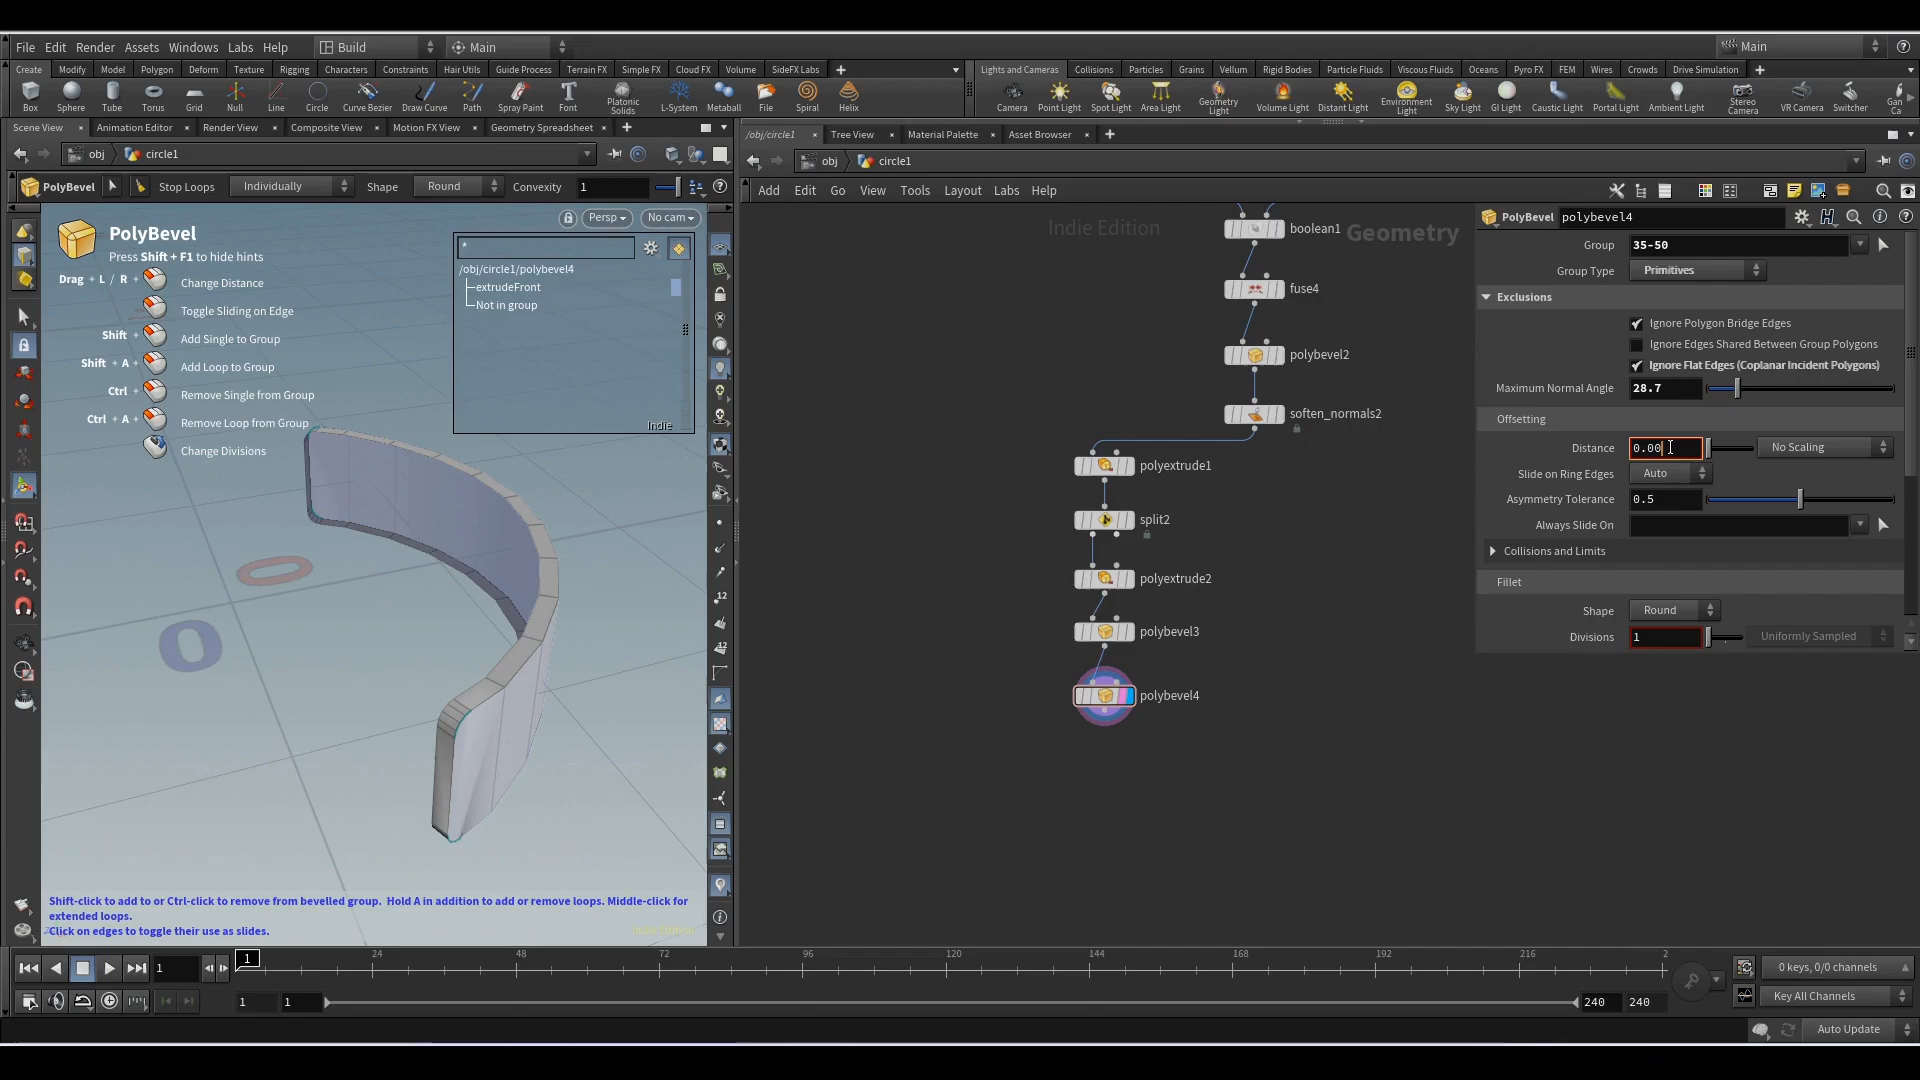 File Edit Render Assets Windows Labs Help Build Main Main
Create Modify Model Polygon Deform Texture Rigging Characters Constraints Hair Utils Guide Process Terrain FX Simple FX Cloud FX Volume SideFX Labs
Lights and Cameras Collisions Particles Grains Vellum Rigid Bodies Particle Fluids Viscous Fluids Oceans Pyro FX FEM Wires Crowds Drive Simulation
Box Sphere Tube Torus Grid Null Line Circle Curve Bezier Draw Curve Path Spray Paint Font Platonic Solids L-System Metaball File Spiral Helix
Camera Point Light Spot Light Area Light Geometry Light Volume Light Distant Light Environment Light Sky Light GI Light Caustic Light Portal Light Ambient Light Stereo Camera VR Camera Switcher
Scene View Animation Editor Render View Composite View Motion FX View Geometry Spreadsheet
/obj/circle1 Tree View Material Palette Asset Browser
obj circle1
obj circle1
PolyBevel Stop Loops Individually Shape Round Convexity 1
Add Edit Go View Tools Layout Labs Help
PolyBevel
Press Shift + F1 to hide hints
Drag + L / R + Change Distance
Toggle Sliding on Edge
Shift + Add Single to Group
Shift + A + Add Loop to Group
Ctrl + Remove Single from Group
Ctrl + A + Remove Loop from Group
Change Divisions
Persp No cam
*
/obj/circle1/polybevel4
extrudeFront
Not in group
Indie
Shift-click to add to or Ctrl-click to remove from bevelled group. Hold A in addition to add or remove loops. Middle-click for
extended loops.
Click on edges to toggle their use as slides.
Indie Edition
Indie Edition
Geometry
boolean1
fuse4
polybevel2
soften_normals2
polyextrude1
split2
polyextrude2
polybevel3
polybevel4
PolyBevel polybevel4
Group 35-50
Group Type Primitives
Exclusions
Ignore Polygon Bridge Edges
Ignore Edges Shared Between Group Polygons
Ignore Flat Edges (Coplanar Incident Polygons)
Maximum Normal Angle 28.7
Offsetting
Distance 0.00 No Scaling
Slide on Ring Edges Auto
Asymmetry Tolerance 0.5
Always Slide On
Collisions and Limits
Fillet
Shape Round
Divisions 1 Uniformly Sampled
1 1 24 48 72 96 120 144 168 192 216 2
0 keys, 0/0 channels
1 1 240 240
Key All Channels
Auto Update